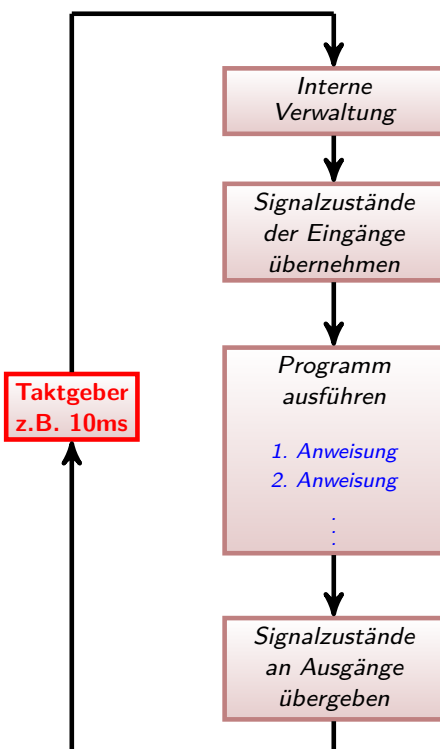 Interne
Verwaltung
Signalzustände
der Eingänge
übernehmen
Programm
ausführen
1. Anweisung
2. Anweisung
.
.
.
Taktgeber
z.B. 10ms
Signalzustände
an Ausgänge
übergeben